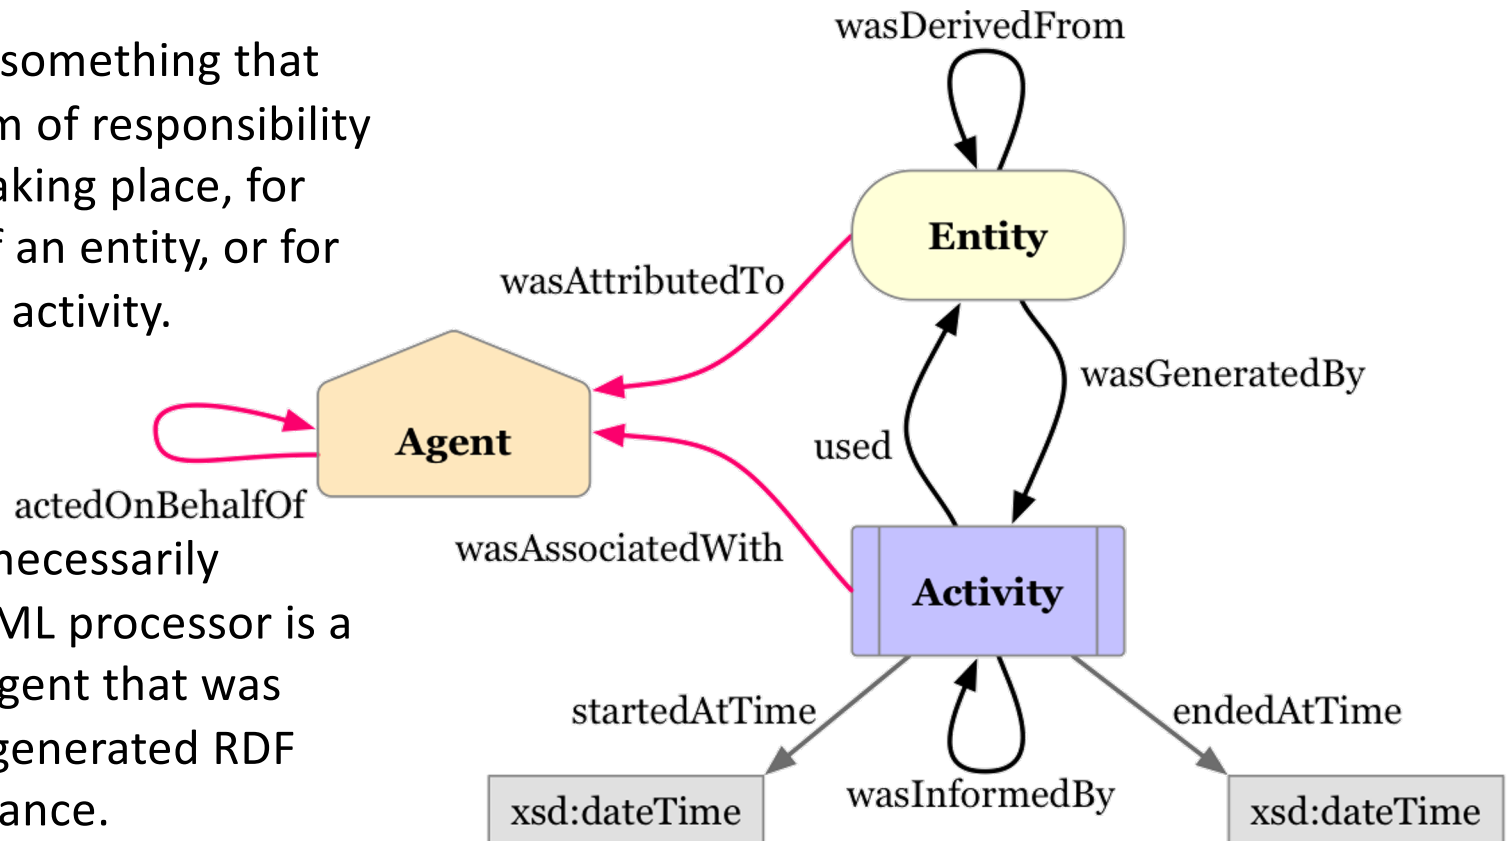 something that
m of responsibility
aking place, for
f an entity, or for
activity.
wasDerivedFrom
Entity
wasAttributedTo
wasGeneratedBy
used
Agent
actedOnBehalfOf
wasAssociatedWith
Activity
startedAtTime
endedAtTime
wasInformedBy
xsd:dateTime
xsd:dateTime
necessarily
ML processor is a
gent that was
generated RDF
ance.